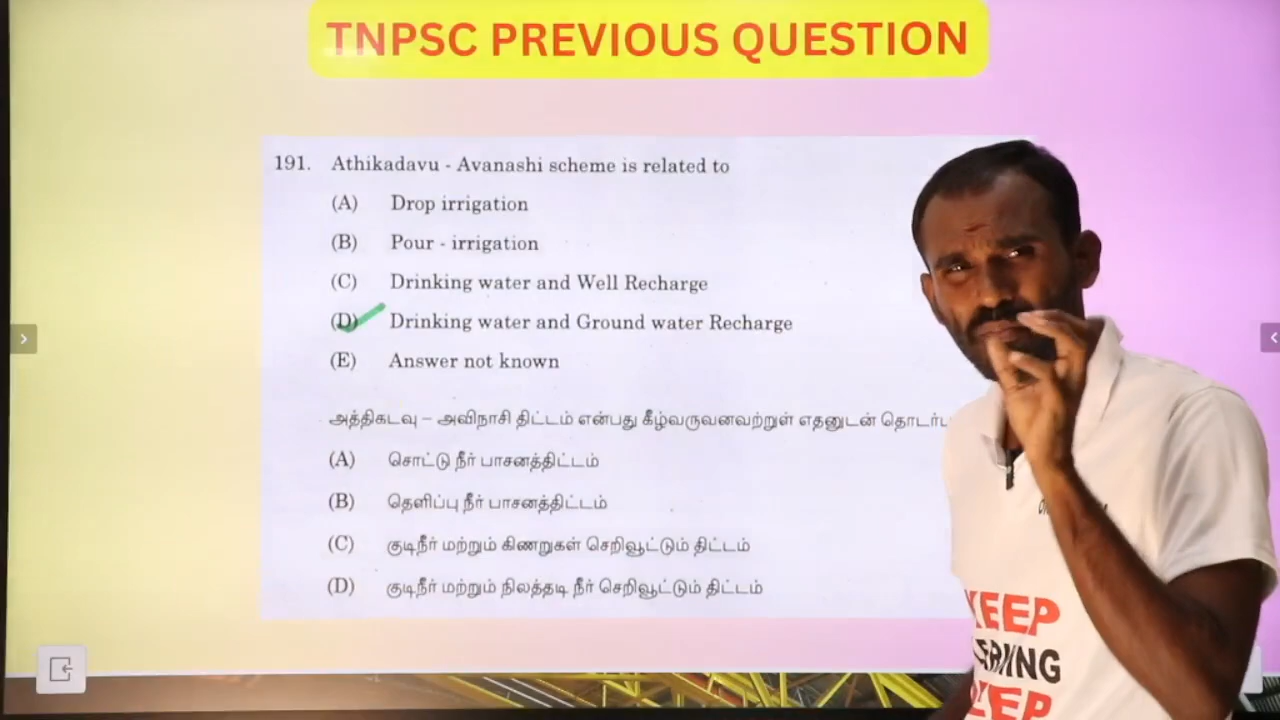 TNPSC PREVIOUS QUESTION
191. Athikadavu - Avanashi scheme is related to
(A) Drop irrigation
(B) Pour - irrigation
(C) Drinking water and Well Recharge
(D) Drinking water and Ground water Recharge
(E) Answer not known
அத்திகடவு – அவிநாசி திட்டம் என்பது கீழ்வருவனவற்றுள் எதனுடன்
(A) சொட்டு நீர் பாசனத்திட்டம்
(B) தெளிப்பு நீர் பாசனத்திட்டம்
(C) குடிநீர் மற்றும் கிணறுகள் செறிவூட்டும் திட்டம்
(D) குடிநீர் மற்றும் நிலத்தடி நீர் செறிவூட்டும் திட்டம்
KEEP